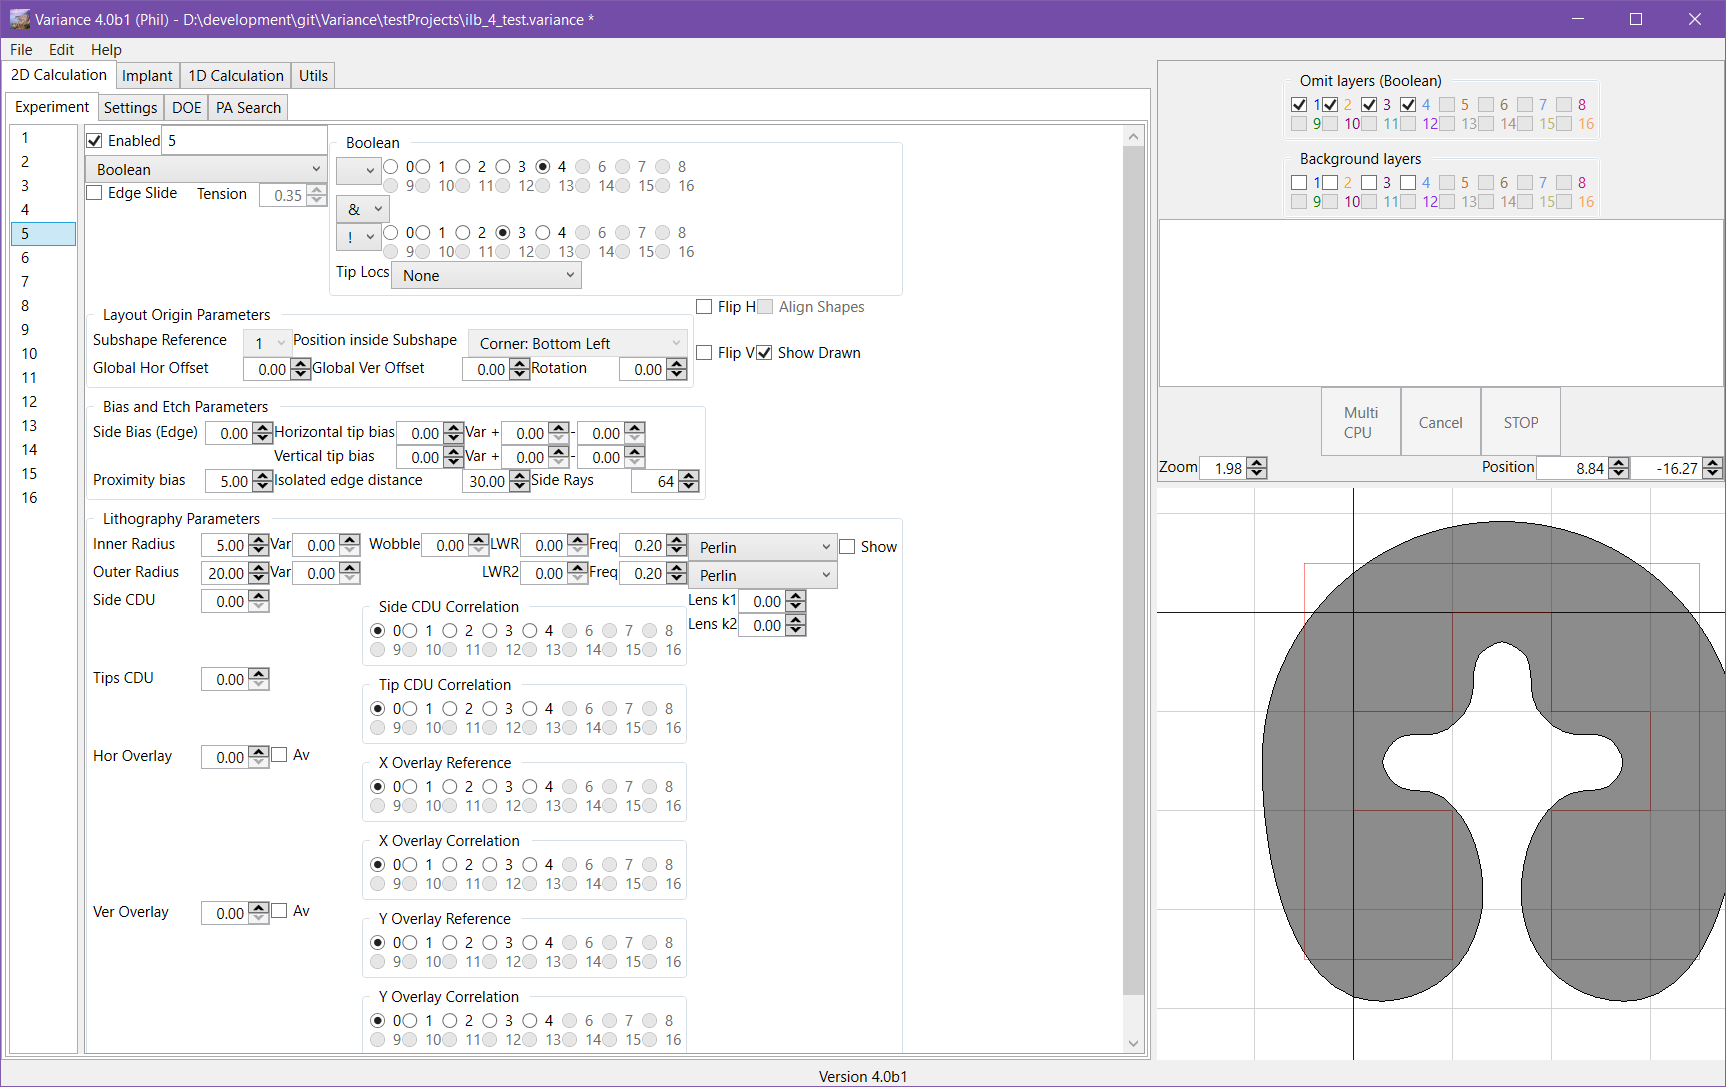 Variance 4.0b1 (Phil) - D:\development\git\Variance\testProjects\ilb_4_test.variance *
File Edit Help
2D Calculation Implant 1D Calculation Utils
Experiment Settings DOE PA Search
1
2
3
4
5
6
7
8
9
10
11
12
13
14
15
16
Enabled 5
Boolean
Edge Slide Tension 0.35
Boolean
0 1 2 3 4 6 7 8
9 10 11 12 13 14 15 16
&
! 0 1 2 3 4 6 7 8
9 10 11 12 13 14 15 16
Tip Locs None
Layout Origin Parameters
Subshape Reference 1 Position inside Subshape Corner: Bottom Left
Global Hor Offset 0.00 Global Ver Offset 0.00 Rotation 0.00
Flip H Align Shapes
Flip V Show Drawn
Bias and Etch Parameters
Side Bias (Edge) 0.00 Horizontal tip bias 0.00 Var + 0.00 - 0.00
Vertical tip bias 0.00 Var + 0.00 - 0.00
Proximity bias 5.00 Isolated edge distance 30.00 Side Rays 64
Lithography Parameters
Inner Radius 5.00 Var 0.00 Wobble 0.00 LWR 0.00 Freq 0.20 Perlin Show
Outer Radius 20.00 Var 0.00 LWR2 0.00 Freq 0.20 Perlin
Side CDU 0.00
Lens k1 0.00
Lens k2 0.00
Side CDU Correlation
0 1 2 3 4 6 7 8
9 10 11 12 13 14 15 16
Tips CDU 0.00
Tip CDU Correlation
0 1 2 3 4 6 7 8
9 10 11 12 13 14 15 16
Hor Overlay 0.00 Av
X Overlay Reference
0 1 2 3 4 6 7 8
9 10 11 12 13 14 15 16
X Overlay Correlation
0 1 2 3 4 6 7 8
9 10 11 12 13 14 15 16
Ver Overlay 0.00 Av
Y Overlay Reference
0 1 2 3 4 6 7 8
9 10 11 12 13 14 15 16
Y Overlay Correlation
0 1 2 3 4 6 7 8
9 10 11 12 13 14 15 16
Omit layers (Boolean)
1 2 3 4 5 6 7 8
9 10 11 12 13 14 15 16
Background layers
1 2 3 4 5 6 7 8
9 10 11 12 13 14 15 16
Multi CPU Cancel STOP
Zoom 1.98 Position 8.84 -16.27
Version 4.0b1